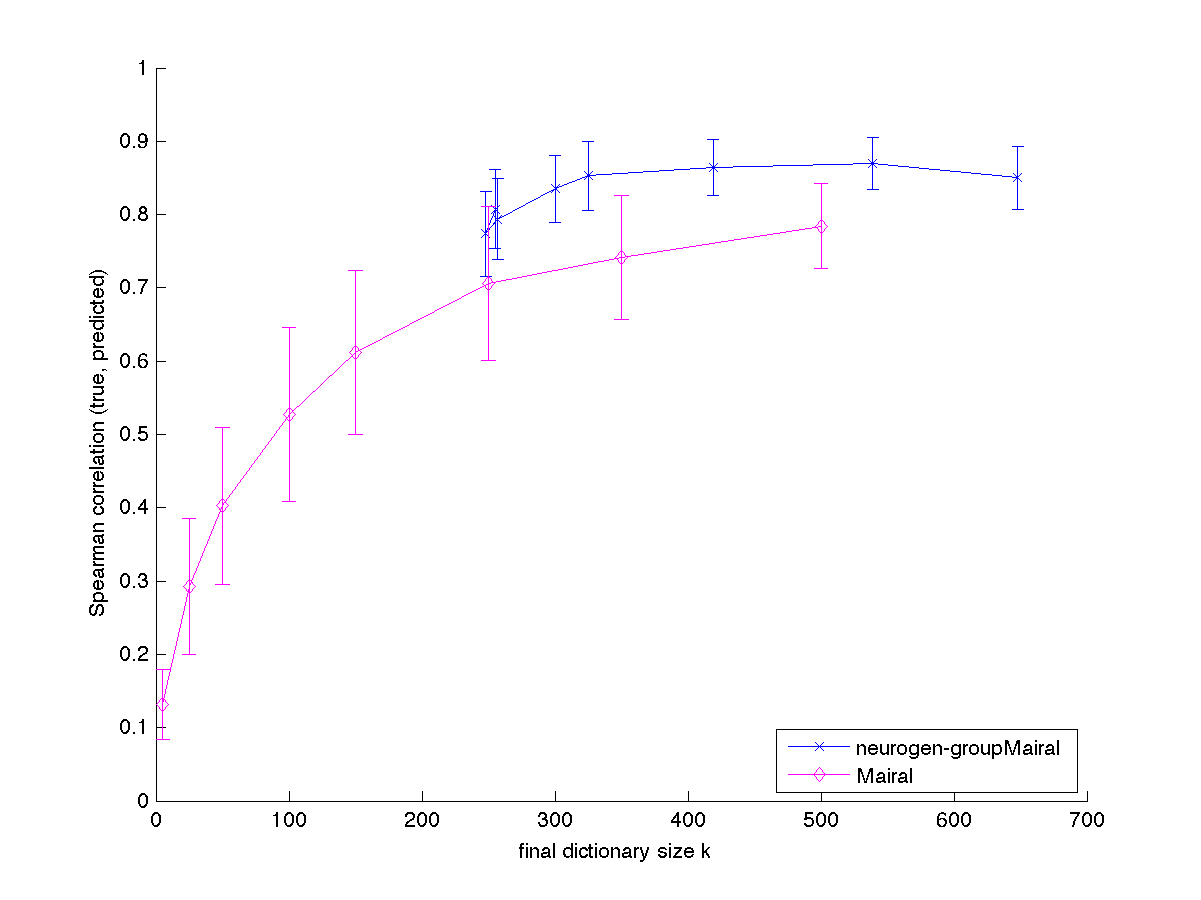 1
0.9
0.8
0.7
0.6
0.5
0.4
0.3
0.2
0.1
0
Spearman correlation (true, predicted)
neurogen-groupMairal
Mairal
0 100 200 300 400 500 600 700
final dictionary size k